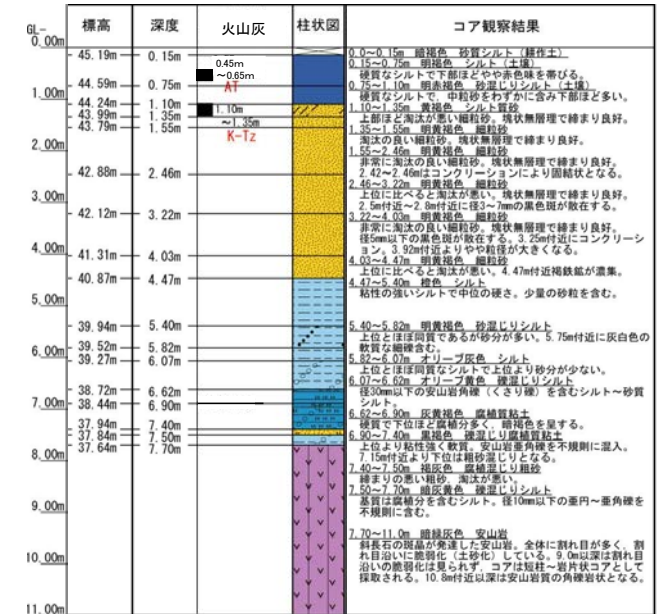 GL-
標高 深度 火山灰 柱状図 コア観察結果
0.00m
1.00m
2.00m
3.00m
4.00m
5.00m
6.00m
7.00m
8.00m
9.00m
10.00m
11.00m
45.19m 0.15m
44.59m 0.75m
44.24m 1.10m
43.99m 1.35m
43.79m 1.55m
42.88m 2.46m
42.12m 3.22m
41.31m 4.03m
40.87m 4.47m
39.94m 5.40m
39.52m 5.82m
39.27m 6.07m
38.72m 6.62m
38.44m 6.90m
37.94m 7.40m
37.84m 7.50m
37.64m 7.70m
0.45m
~0.65m
AT
1.10m
~1.35m
K-Tz
0.0~0.15m 暗褐色 砂質シルト(耕作土)
0.15~0.75m 明褐色 シルト(土壌)
硬質なシルトで下部ほどやや赤色味を帯びる。
0.75~1.10m 明赤褐色 砂混じりシルト(土壌)
硬質なシルトで、中粒砂をわずかに含み下部ほど多い。
1.10~1.35m 黄褐色 シルト質砂
上部ほど淘汰が悪い細粒砂。塊状無層理で締まり良好。
1.35~1.55m 明黄褐色 細粒砂
淘汰の良い細粒砂。塊状無層理で締まり良好。
1.55~2.46m 明黄褐色 細粒砂
非常に淘汰の良い細粒砂。塊状無層理で締まり良好。
2.42~2.46mはコンクリーションにより固結状となる。
2.46~3.22m 明黄褐色 細粒砂
上位に比べると淘汰が悪い。塊状無層理で締まり良好。
2.5m付近~2.8m付近に径3~7mmの黒色斑が散在する。
3.22~4.03m 明黄褐色 細粒砂
非常に淘汰の良い細粒砂。塊状無層理で締まり良好。
径5mm以下の黒色斑が散在する。3.25m付近にコンクリーシ
ョン。3.92m付近よりやや粒径が大きくなる。
4.03~4.47m 明黄褐色 細粒砂
上位に比べると淘汰が悪い。4.47m付近褐鉄鉱が濃集。
4.47~5.40m 橙色 シルト
粘性の強いシルトで中位の硬さ。少量の砂粒を含む。
5.40~5.82m 明黄褐色 砂混じりシルト
上位とほぼ同質であるが砂分が多い。5.75m付近に灰白色の
軟質な細礫含む。
5.82~6.07m オリーブ灰色 シルト
上位とほぼ同質なシルトで上位より砂分が少ない。
6.07~6.62m オリーブ黄色 礫混じりシルト
径30mm以下の安山岩角礫(くさり礫)を含むシルト~砂質
シルト。
6.62~6.90m 灰黄褐色 腐植質粘土
硬質で下位ほど腐植分多く、暗褐色を呈する。
6.90~7.40m 黒褐色 礫混じり腐植質粘土
上位より粘性強く軟質。安山岩亜角礫を不規則に混入。
7.15m付近より下位は粗砂混じりとなる。
7.40~7.50m 褐灰色 腐植混じり粗砂
締まりの悪い粗砂。淘汰が悪い。
7.50~7.70m 暗灰黄色 礫混じりシルト
基質は腐植分を含むシルト。径10mm以下の亜円~亜角礫を
不規則に含む。
7.70~11.0m 暗緑灰色 安山岩
斜長石の斑晶が発達した安山岩。全体に割れ目が多く、割
れ目沿いに脆弱化(土砂化)している。9.0m以深は割れ目
沿いの脆弱化は見られず、コアは短柱~岩片状コアとして
採取される。10.8m付近以深は安山岩質の角礫岩状となる。